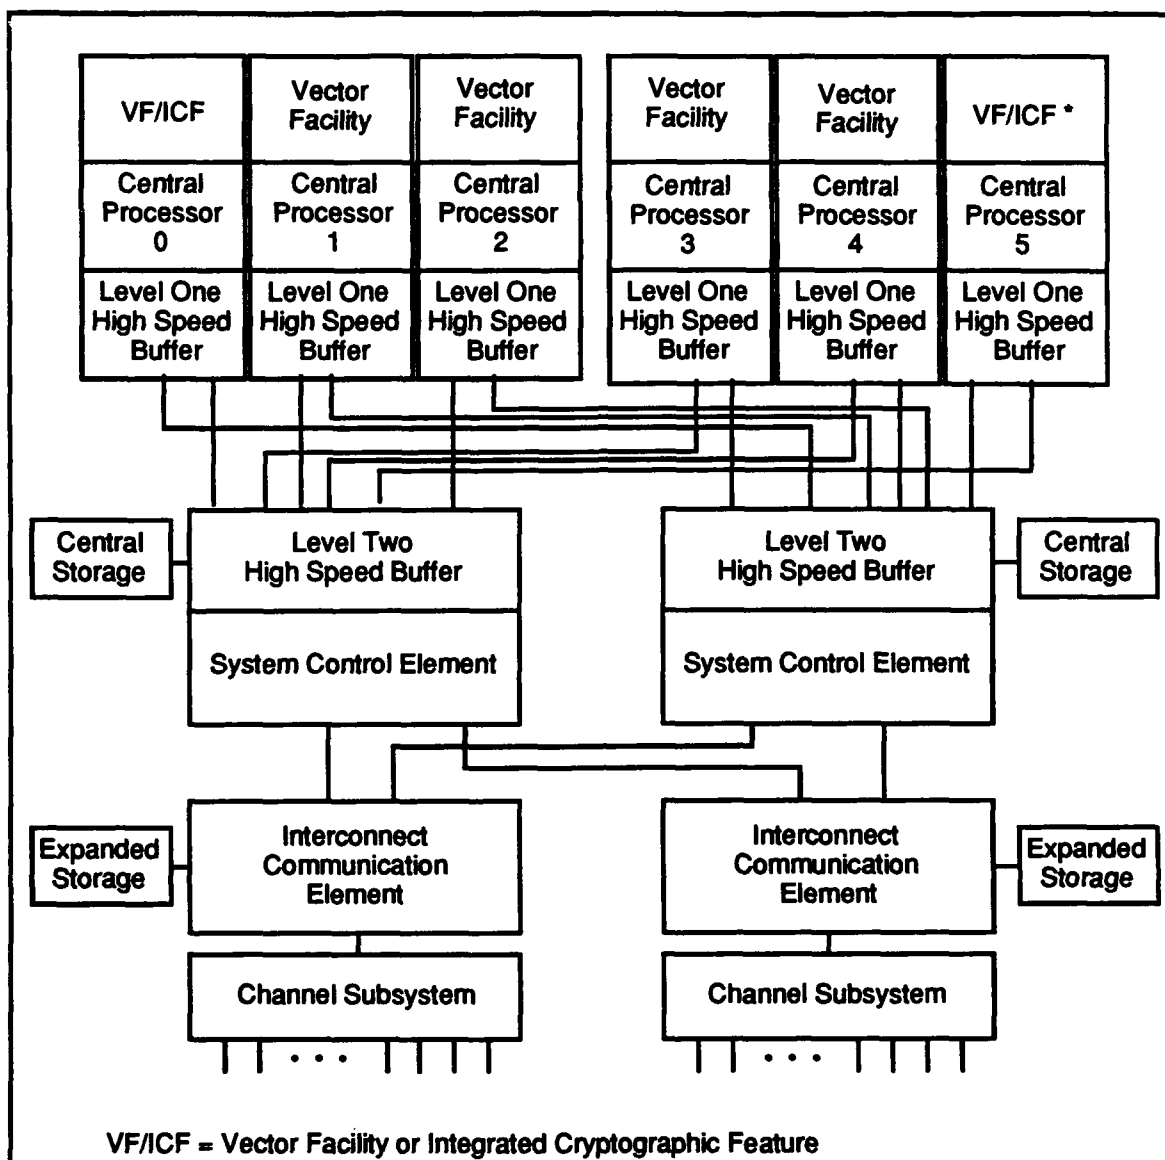 VF/ICF
Vector
Facility
Vector
Facility
Vector
Facility
Vector
Facility
VF/ICF *
Central
Processor
0
Central
Processor
1
Central
Processor
2
Central
Processor
3
Central
Processor
4
Central
Processor
5
Level One
High Speed
Buffer
Level One
High Speed
Buffer
Level One
High Speed
Buffer
Level One
High Speed
Buffer
Level One
High Speed
Buffer
Level One
High Speed
Buffer
Central
Storage
Level Two
High Speed Buffer
Level Two
High Speed Buffer
Central
Storage
System Control Element
System Control Element
Expanded
Storage
Interconnect
Communication
Element
Interconnect
Communication
Element
Expanded
Storage
Channel Subsystem
Channel Subsystem
VF/ICF = Vector Facility or Integrated Cryptographic Feature